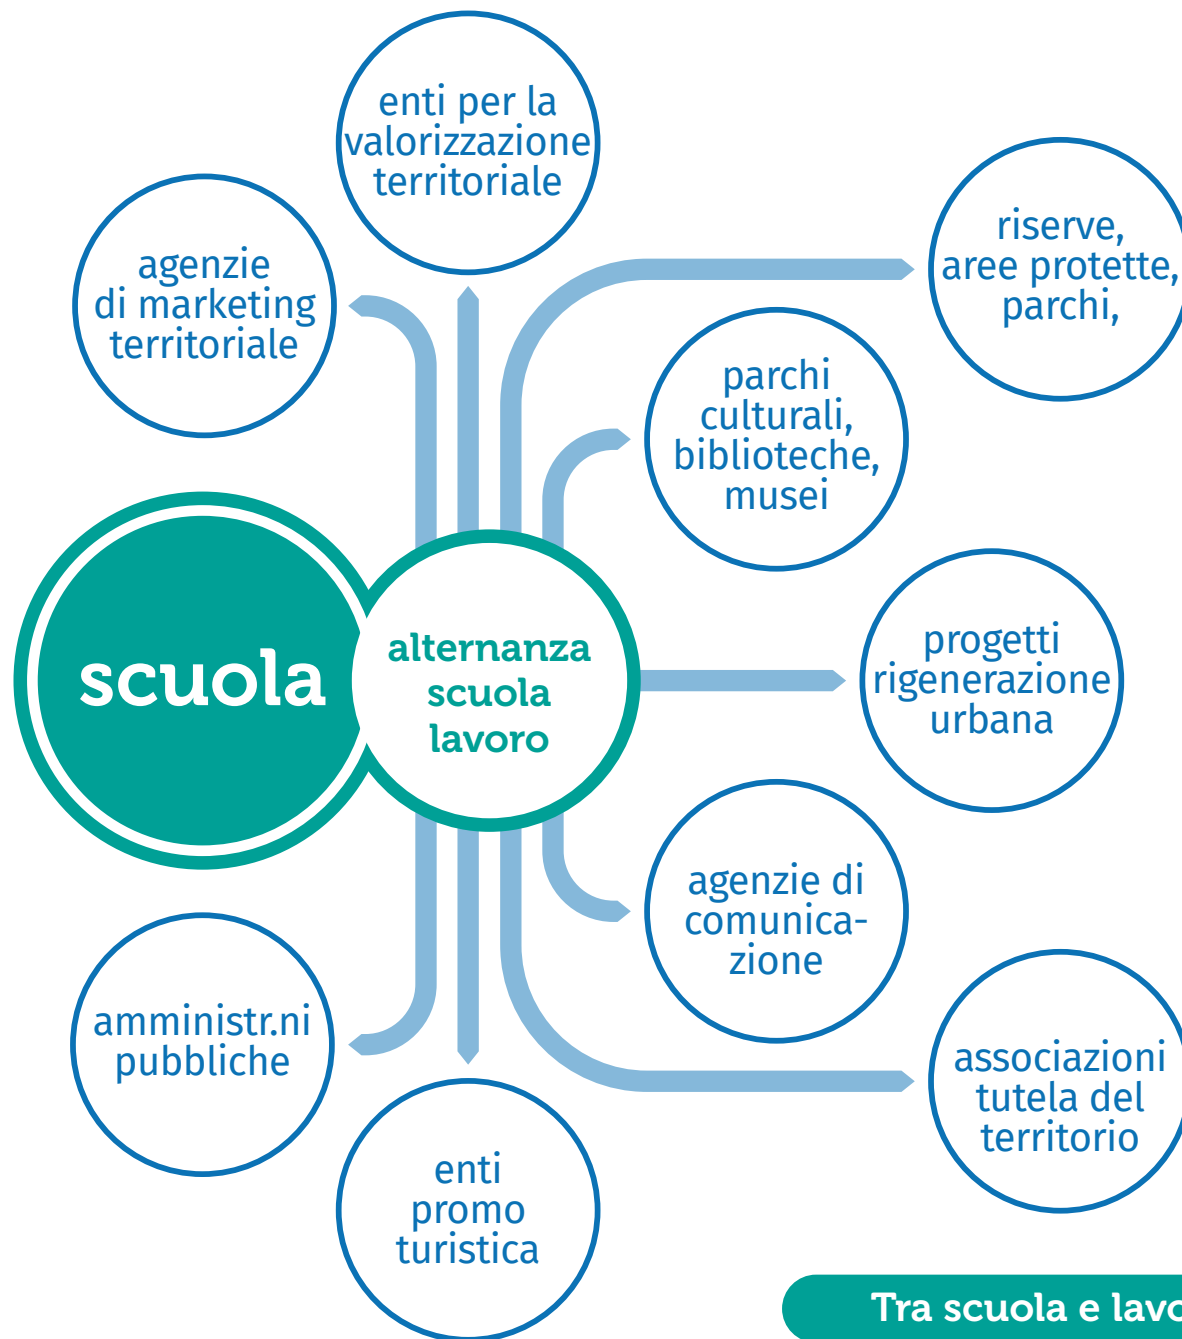 enti per la
valorizzazione
territoriale
agenzie
di marketing
territoriale
riserve,
aree protette,
parchi,
parchi
culturali,
biblioteche,
musei
scuola
alternanza
scuola
lavoro
progetti
rigenerazione
urbana
agenzie di
comunica-
zione
amministr.ni
pubbliche
associazioni
tutela del
territorio
enti
promo
turistica
Tra scuola e lavo